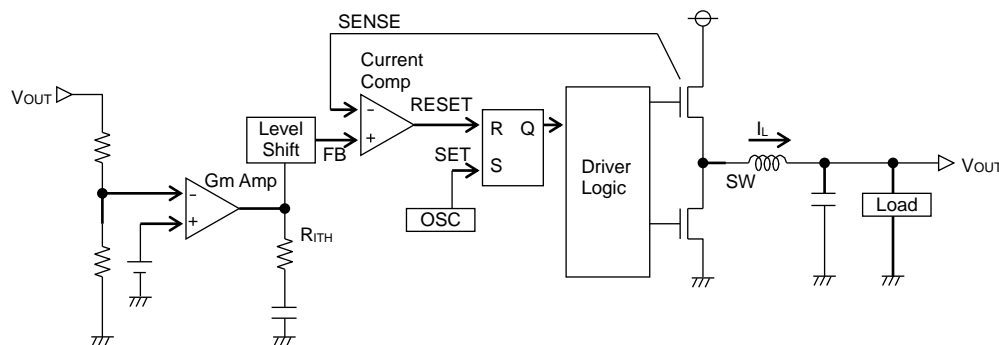 SENSE
Current
Comp
VOUT
RESET
Level
Shift
FB
SET
R Q
S
Driver
Logic
IL
SW
VOUT
Gm Amp
OSC
Load
RITH